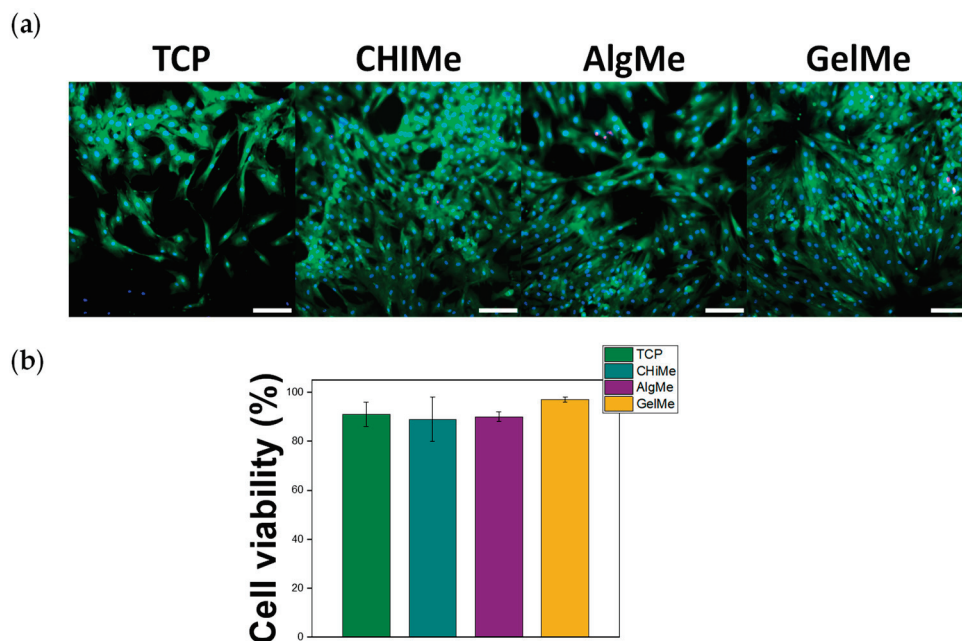 (a)
TCP CHIMe AlgMe GelMe
(b)
TCP
CHiMe
AlgMe
GelMe
Cell viability (%)
100
80
60
40
20
0